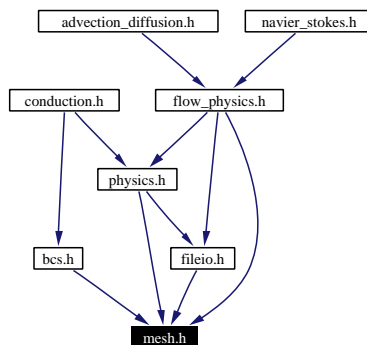 advection_diffusion.h
navier_stokes.h
conduction.h
flow_physics.h
physics.h
bcs.h
fileio.h
mesh.h